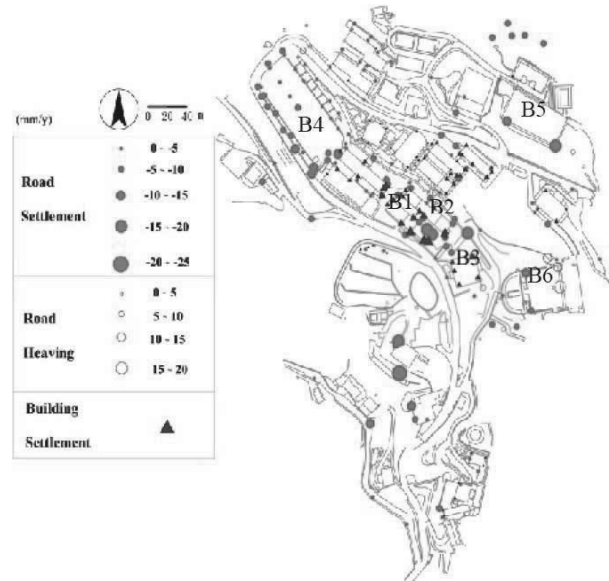 (mm/y)
0 20 40 m
Road
Settlement
0 ~ -5
-5 ~ -10
-10 ~ -15
-15 ~ -20
-20 ~ -25
Road
Heaving
0 ~ 5
5 ~ 10
10 ~ 15
15 ~ 20
Building
Settlement
B5
B4
B1
B2
B3
B6